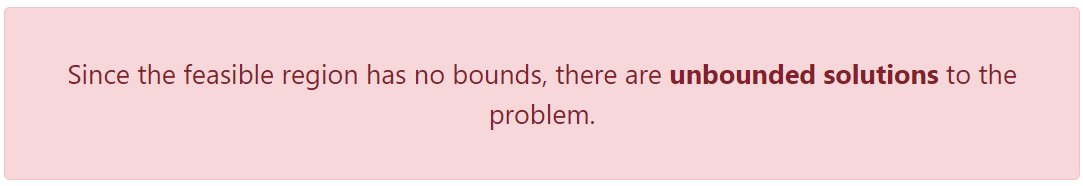 Since the feasible region has no bounds, there are unbounded solutions to the
problem.